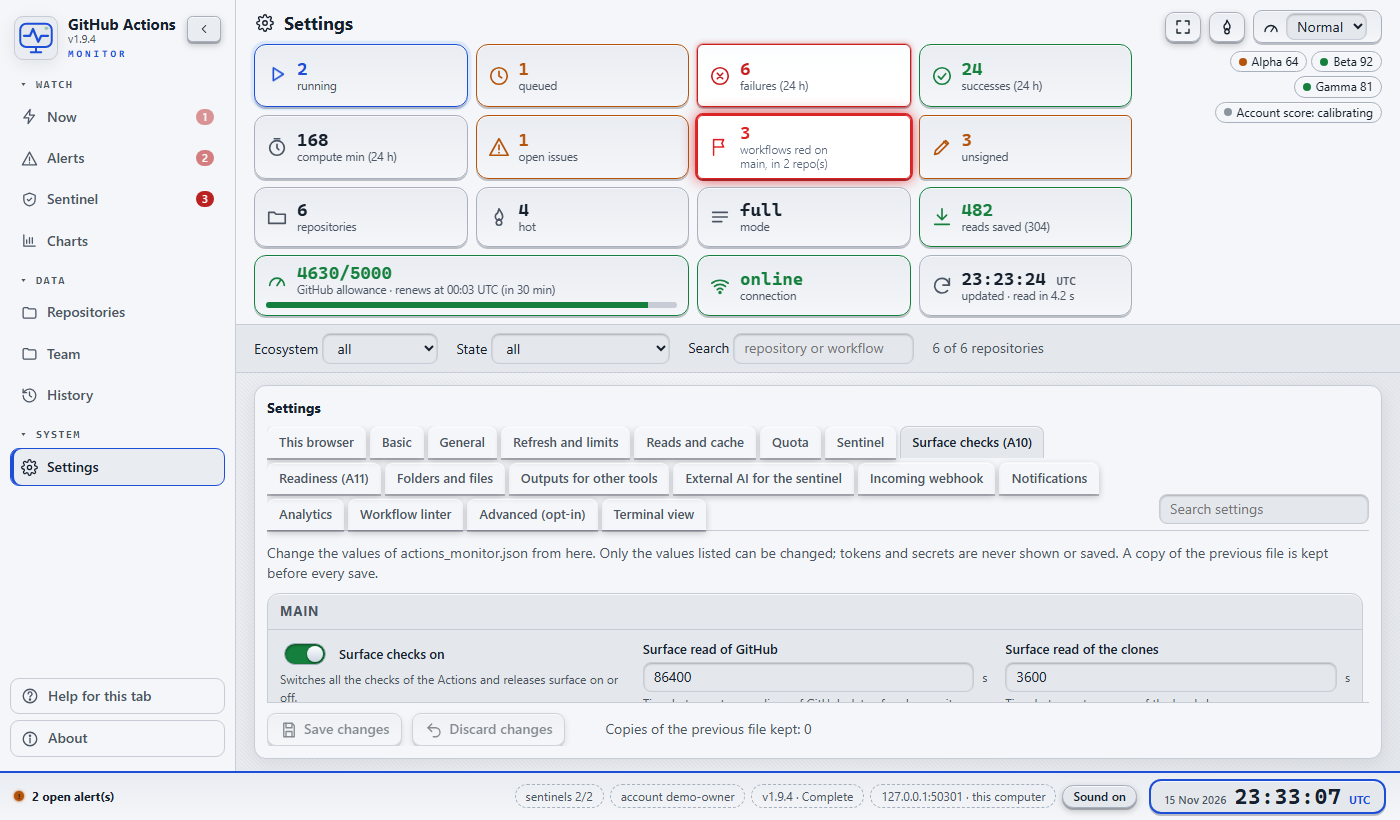 GitHub Actions
v1.9.4
MONITOR
WATCH
Now 1
Alerts 2
Sentinel 3
Charts
DATA
Repositories
Team
History
SYSTEM
Settings
Help for this tab
About
Settings
Normal
Alpha 64 Beta 92
Gamma 81
Account score: calibrating
2
running
1
queued
6
failures (24 h)
24
successes (24 h)
168
compute min (24 h)
1
open issues
3
workflows red on
main, in 2 repo(s)
3
unsigned
6
repositories
4
hot
full
mode
482
reads saved (304)
4630/5000
GitHub allowance · renews at 00:03 UTC (in 30 min)
online
connection
23:23:24 UTC
updated · read in 4.2 s
Ecosystem all State all Search repository or workflow 6 of 6 repositories
Settings
This browser Basic General Refresh and limits Reads and cache Quota Sentinel Surface checks (A10)
Readiness (A11) Folders and files Outputs for other tools External AI for the sentinel Incoming webhook Notifications
Analytics Workflow linter Advanced (opt-in) Terminal view
Search settings
Change the values of actions_monitor.json from here. Only the values listed can be changed; tokens and secrets are never shown or saved. A copy of the previous file is kept
before every save.
MAIN
Surface checks on
Switches all the checks of the Actions and releases surface on or
off.
Surface read of GitHub
86400 s
Surface read of the clones
3600 s
Save changes Discard changes Copies of the previous file kept: 0
2 open alert(s)
sentinels 2/2 account demo-owner v1.9.4 · Complete 127.0.0.1:50301 · this computer Sound on 15 Nov 2026 23:33:07 UTC